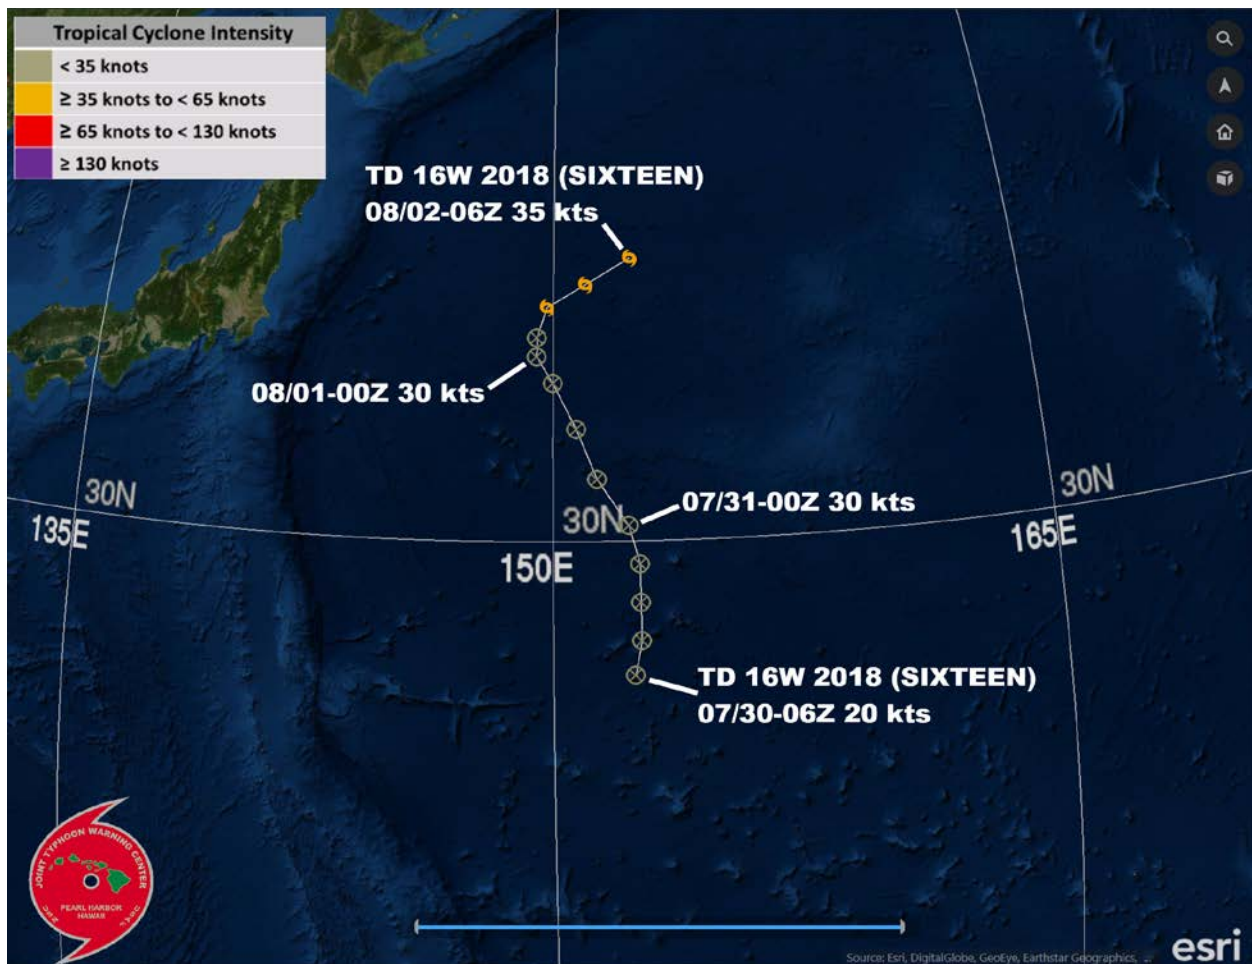 Tropical Cyclone Intensity
< 35 knots
≥ 35 knots to < 65 knots
≥ 65 knots to < 130 knots
≥ 130 knots
TD 16W 2018 (SIXTEEN)
08/02-06Z 35 kts
08/01-00Z 30 kts
07/31-00Z 30 kts
30N
135E
30N
150E
30N
165E
TD 16W 2018 (SIXTEEN)
07/30-06Z 20 kts
JOINT TYPHOON WARNING CENTER
PEARL HARBOR
HAWAII
esri
Source: Esri, DigitalGlobe, GeoEye, Earthstar Geographics, ...